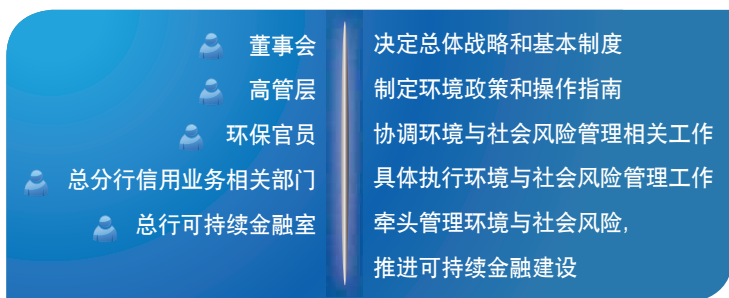 董事会 决定总体战略和基本制度
高管层 制定环境政策和操作指南
环保官员 协调环境与社会风险管理相关工作
总分行信用业务相关部门 具体执行环境与社会风险管理工作
总行可持续金融室 牵头管理环境与社会风险,
推进可持续金融建设